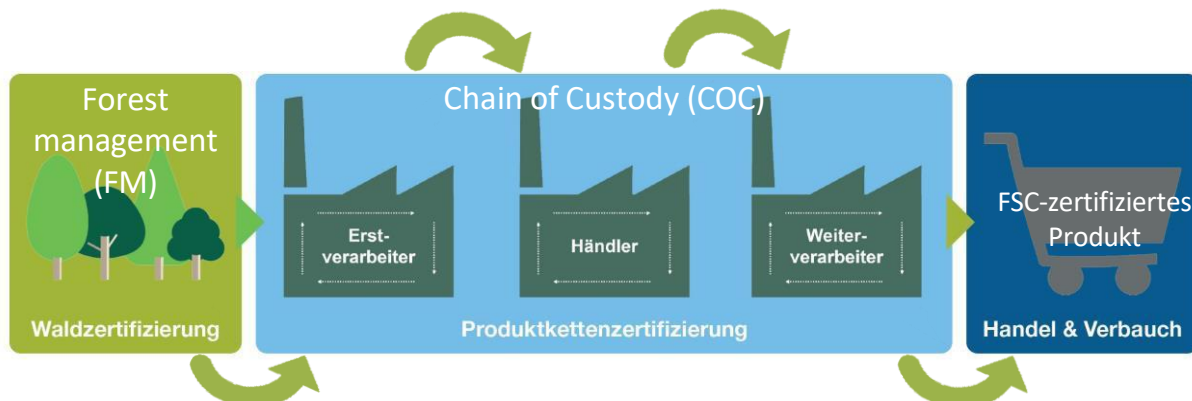 Forest
management
(FM)
Waldzertifizierung
Chain of Custody (COC)
Erst-
verarbeiter
Händler
Weiter-
verarbeiter
Produktkettenzertifizierung
FSC-zertifiziertes
Produkt
Handel & Verbauch